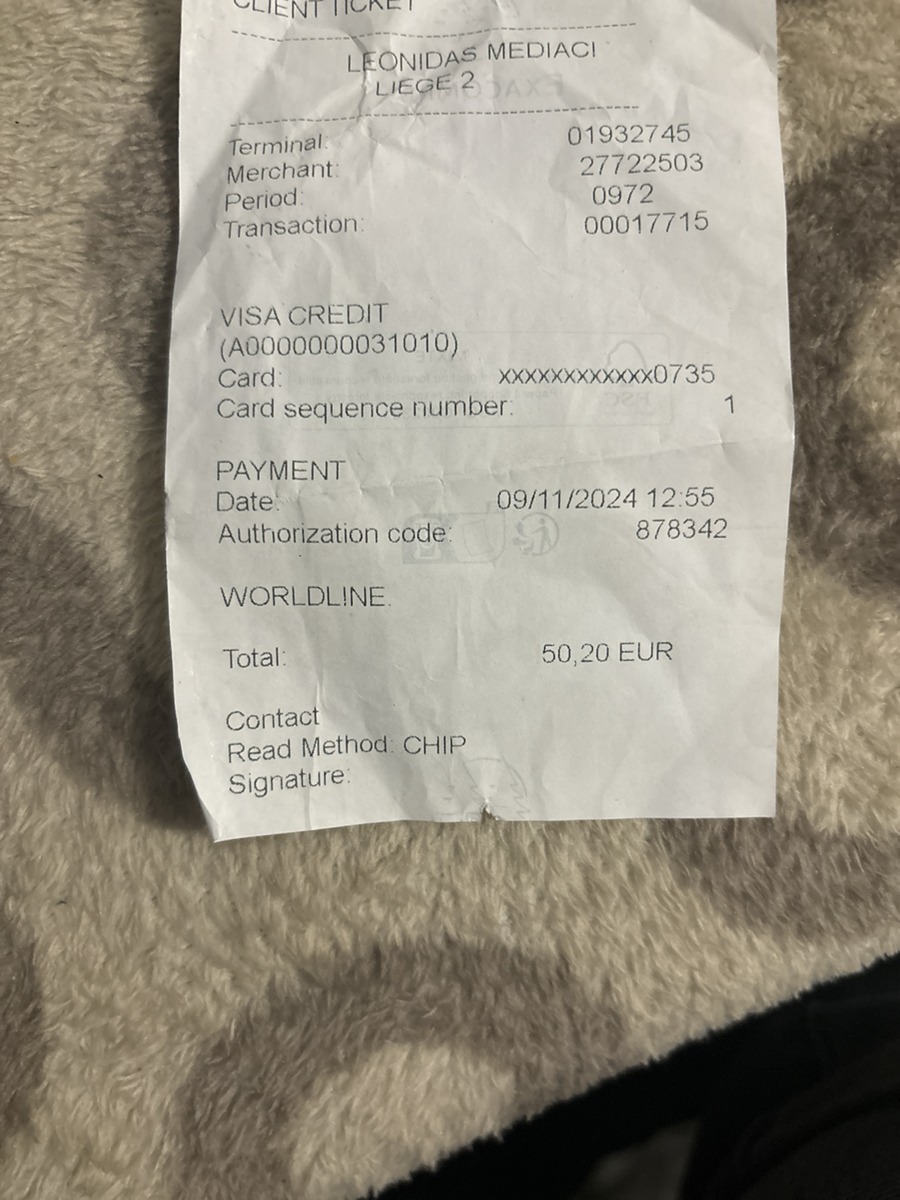 CLIENT TICKET
LEONIDAS MEDIACI
LIEGE 2
Terminal: 01932745
Merchant: 27722503
Period: 0972
Transaction: 00017715
VISA CREDIT
(A0000000031010)
Card: xxxxxxxxxxxx0735
Card sequence number: 1
PAYMENT
Date: 09/11/2024 12:55
Authorization code: 878342
WORLDLINE
Total: 50,20 EUR
Contact
Read Method: CHIP
Signature: